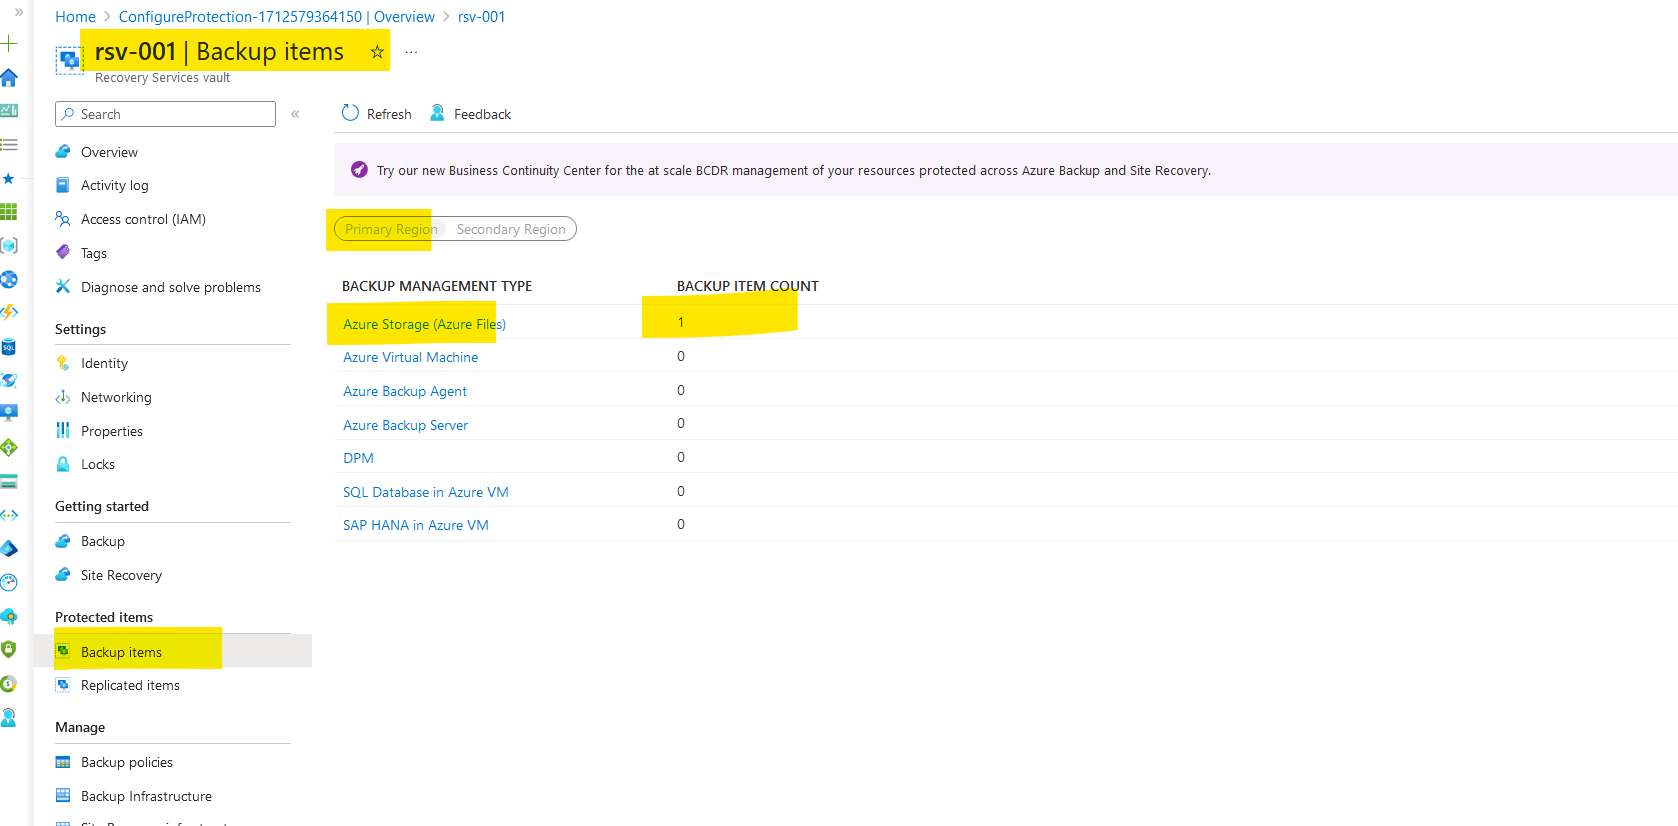 Home > ConfigureProtection-1712579364150 | Overview > rsv-001
rsv-001 | Backup items
Recovery Services vault
Search
Refresh Feedback
Overview
Activity log
Access control (IAM)
Tags
Diagnose and solve problems
Settings
Identity
Networking
Properties
Locks
Getting started
Backup
Site Recovery
Protected items
Backup items
Replicated items
Manage
Backup policies
Backup Infrastructure
Try our new Business Continuity Center for the at scale BCDR management of your resources protected across Azure Backup and Site Recovery.
Primary Region Secondary Region
BACKUP MANAGEMENT TYPE BACKUP ITEM COUNT
Azure Storage (Azure Files) 1
Azure Virtual Machine 0
Azure Backup Agent 0
Azure Backup Server 0
DPM 0
SQL Database in Azure VM 0
SAP HANA in Azure VM 0